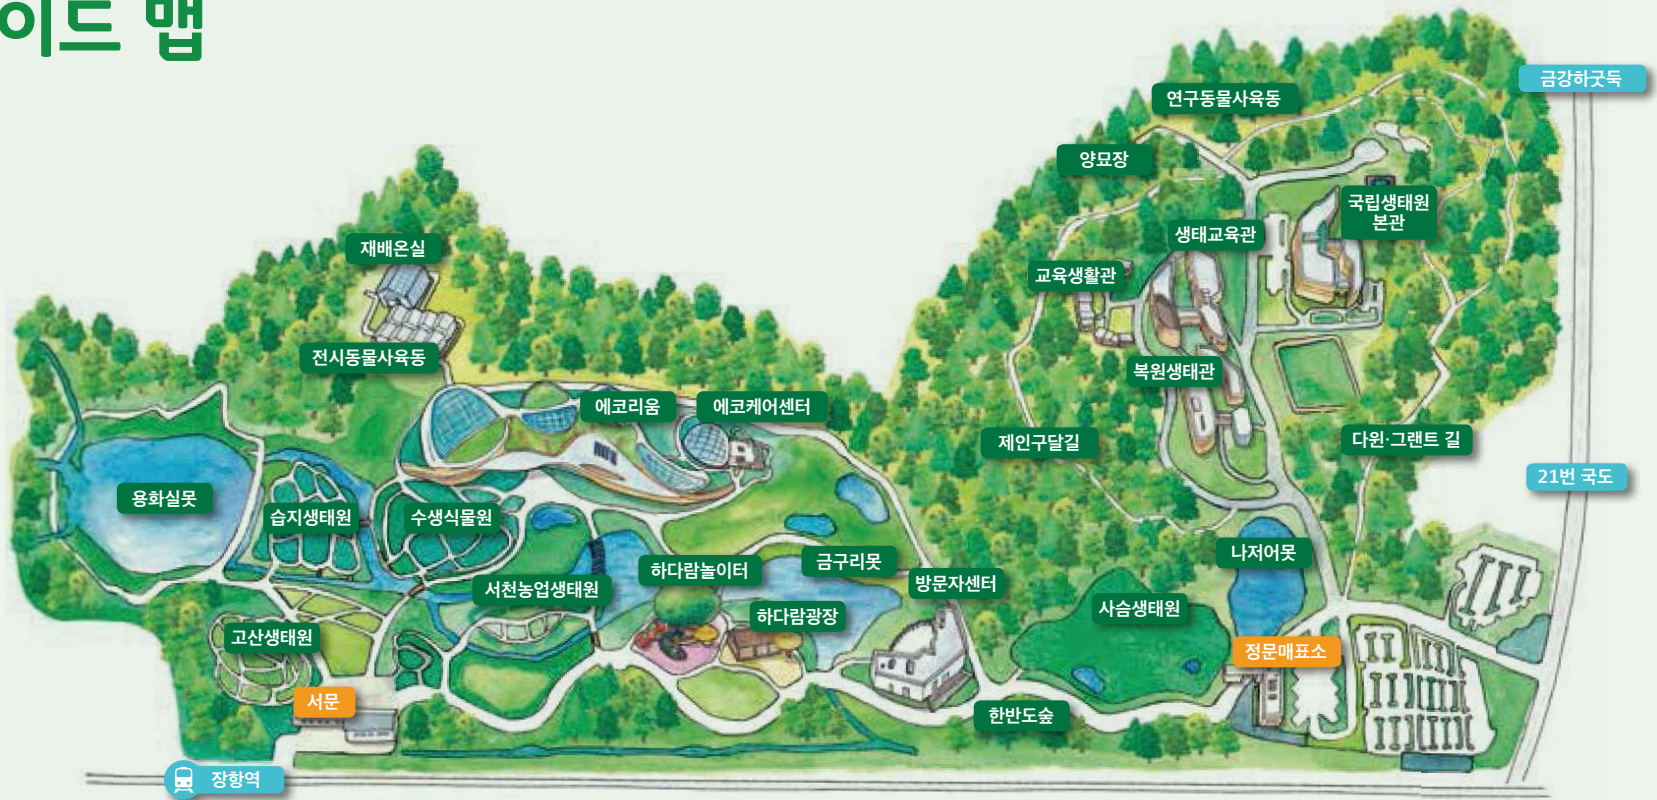 이드 맵
금강하굿둑
연구동물사육동
양묘장
국립생태원
본관
생태교육관
재배온실
교육생활관
전시동물사육동
복원생태관
에코리움
에코케어센터
제인구달길
다윈·그랜트 길
21번 국도
용화실못
습지생태원
수생식물원
나저어못
금구리못
하다람놀이터
방문자센터
서천농업생태원
사슴생태원
하다람광장
고산생태원
정문매표소
서문
한반도숲
장항역